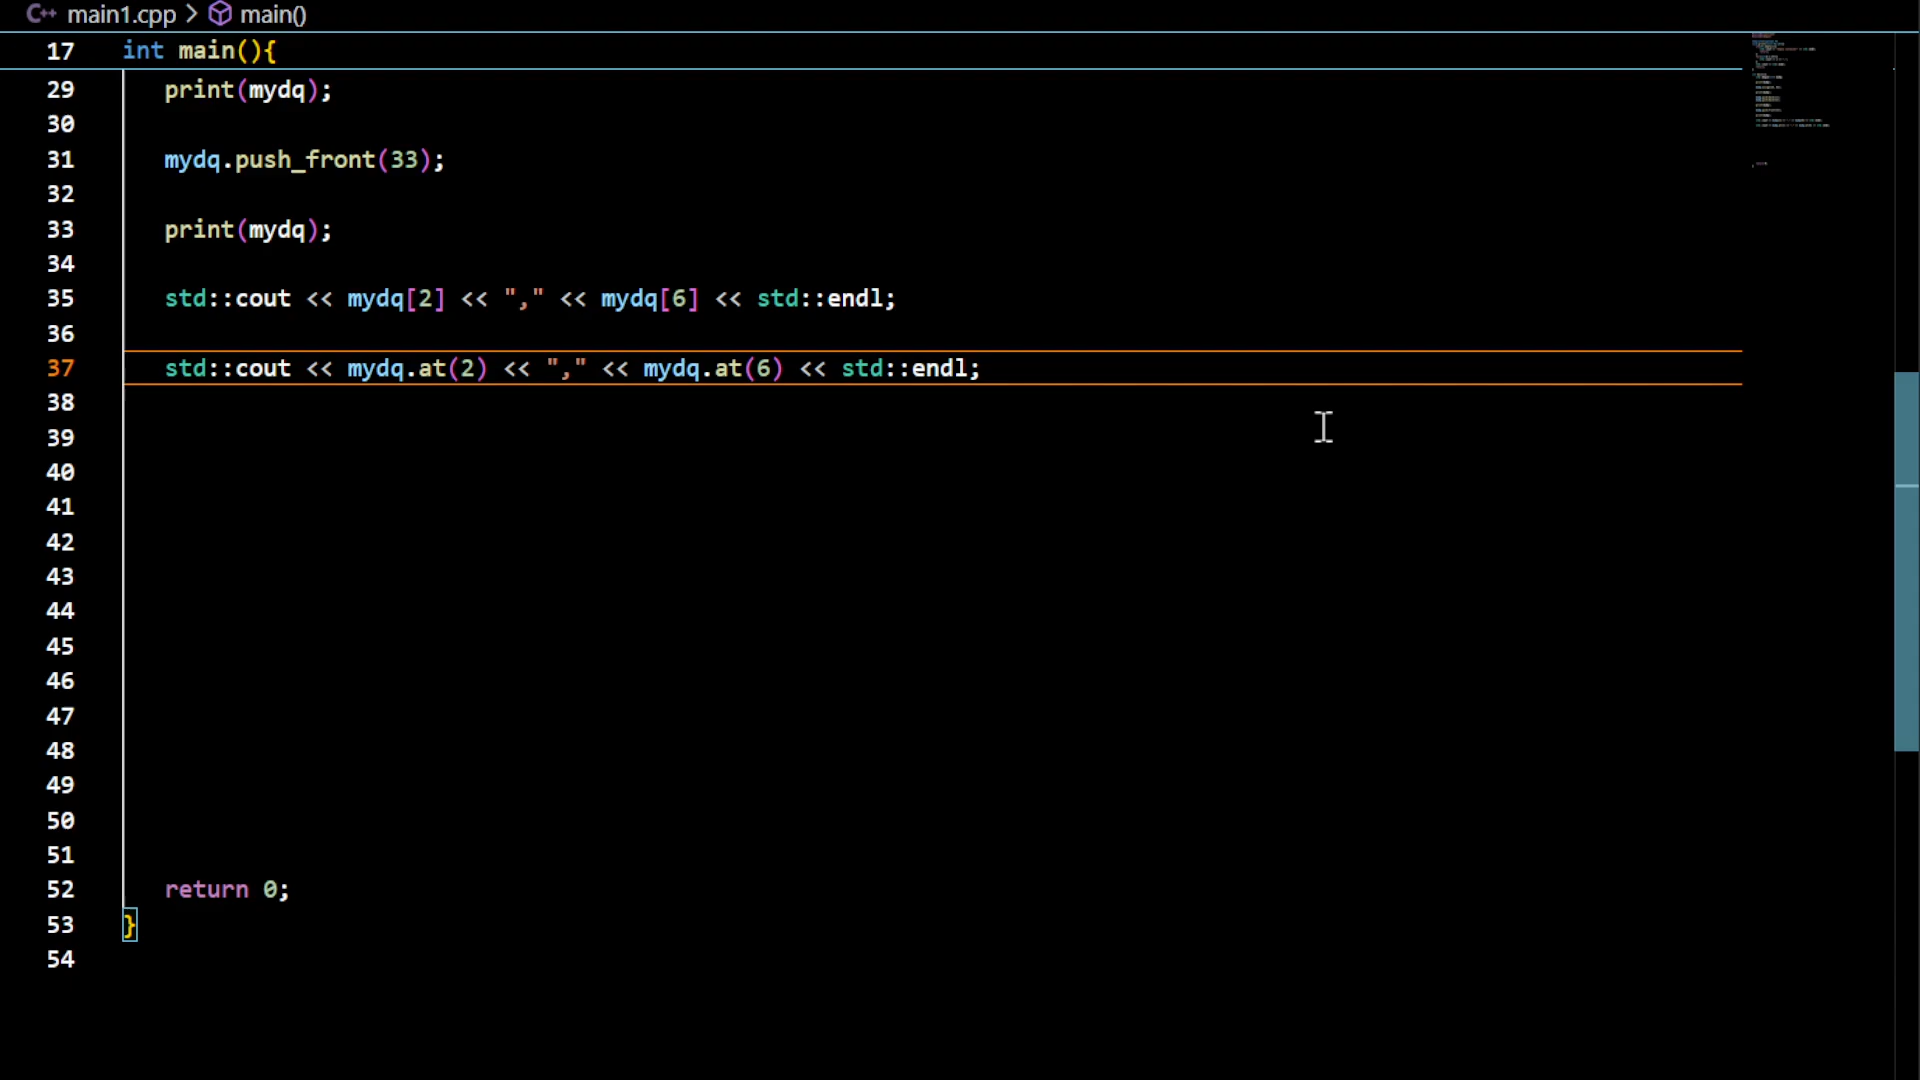 C++ main1.cpp > main()
17 int main(){
29 print(mydq);
30
31 mydq.push_front(33);
32
33 print(mydq);
34
35 std::cout << mydq[2] << "," << mydq[6] << std::endl;
36
37 std::cout << mydq.at(2) << "," << mydq.at(6) << std::endl;
38
39
40
41
42
43
44
45
46
47
48
49
50
51
52 return 0;
53 }
54